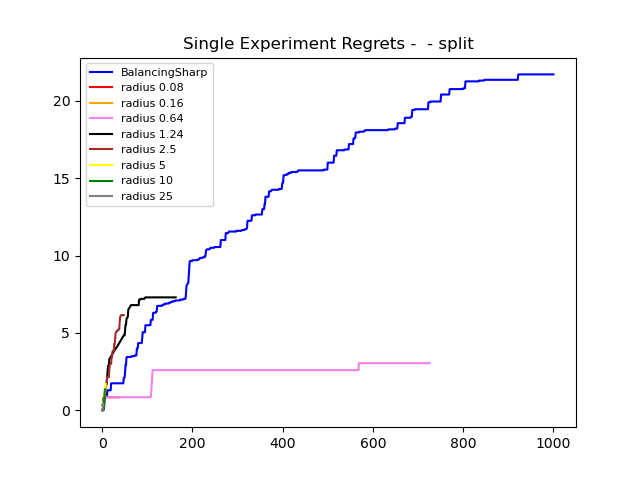 Single Experiment Regrets -  - split
BalancingSharp
radius 0.08
radius 0.16
radius 0.64
radius 1.24
radius 2.5
radius 5
radius 10
radius 25
20
15
10
5
0
0 200 400 600 800 1000